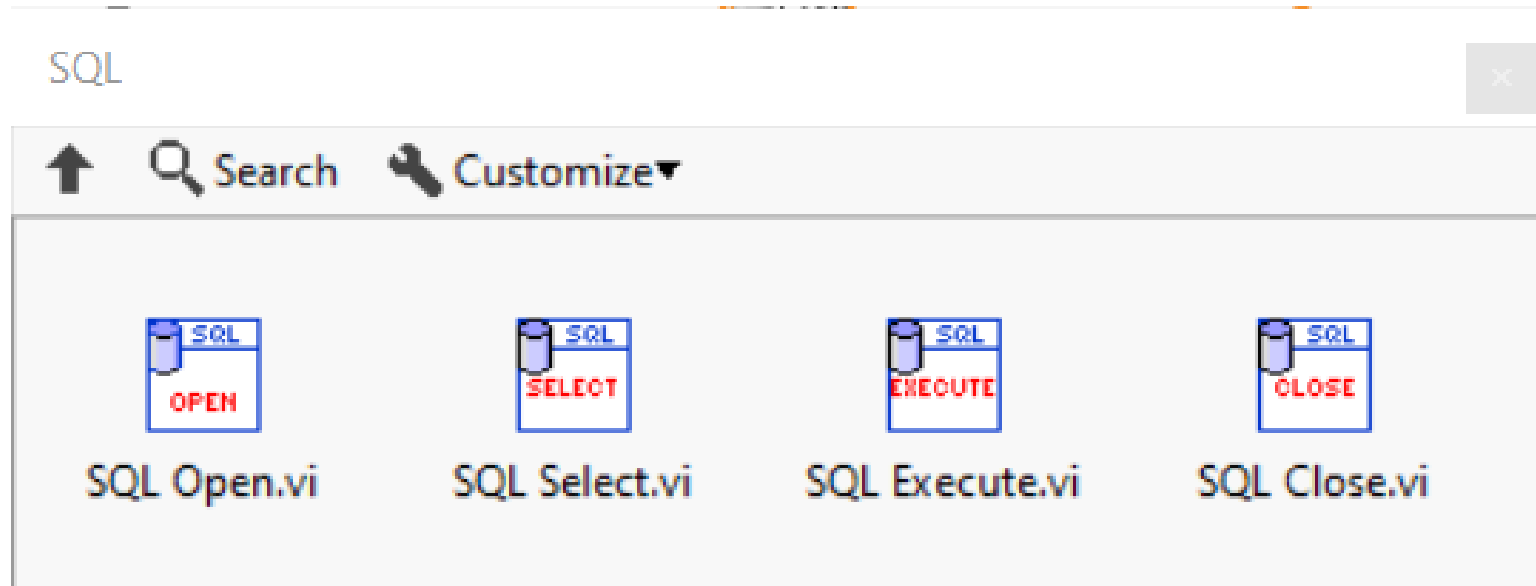 SQL
Search Customize
SQL SQL SQL SQL
OPEN SELECT EXECUTE CLOSE
SQL Open.vi SQL Select.vi SQL Execute.vi SQL Close.vi